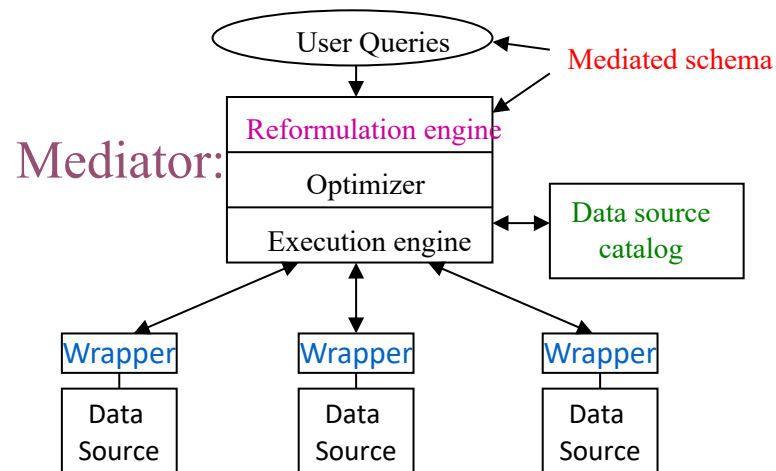 User Queries
Mediated schema
Reformulation engine
Mediator:
Optimizer
Data source
catalog
Execution engine
Wrapper
Wrapper
Wrapper
Data
Source
Data
Source
Data
Source